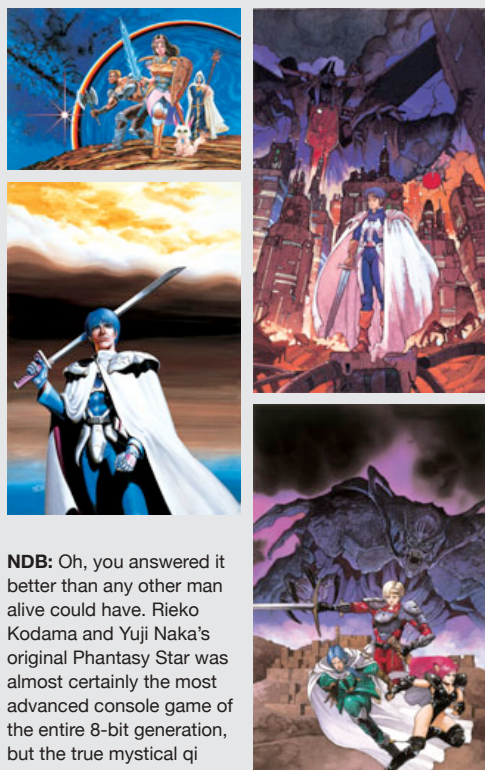 NDB: Oh, you answered it
better than any other man
alive could have. Rieko
Kodama and Yuji Naka's
original Phantasy Star was
almost certainly the most
advanced console game of
the entire 8-bit generation,
but the true mystical qi